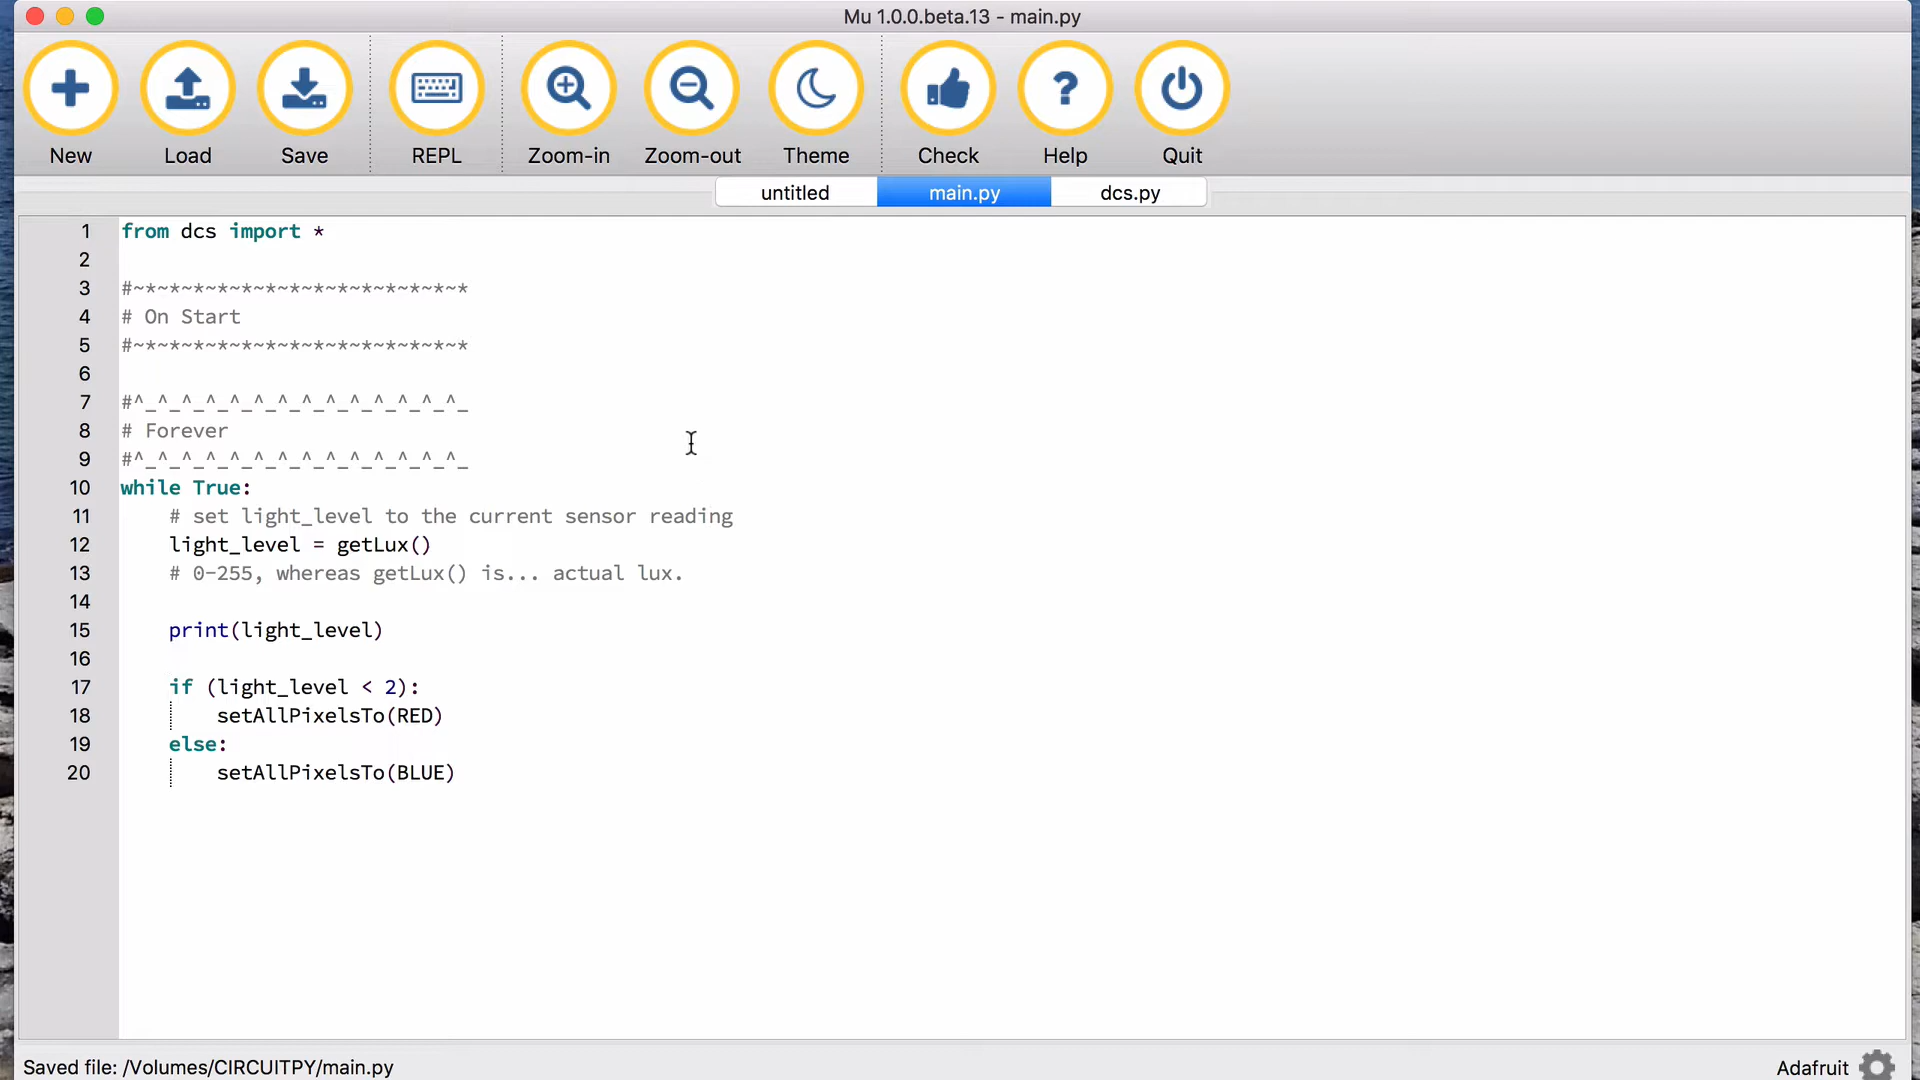 Mu 1.0.0.beta.13 - main.py
New Load Save REPL Zoom-in Zoom-out Theme Check Help Quit
untitled main.py dcs.py
1 from dcs import *
2
3 #~*~*~*~*~*~*~*~*~*~*~*~*~*~*
4 # On Start
5 #~*~*~*~*~*~*~*~*~*~*~*~*~*~*
6
7 #^_^_^_^_^_^_^_^_^_^_^_^_^_^_
8 # Forever
9 #^_^_^_^_^_^_^_^_^_^_^_^_^_^_
10 while True:
11 # set light_level to the current sensor reading
12 light_level = getLux()
13 # 0-255, whereas getLux() is... actual lux.
14
15 print(light_level)
16
17 if (light_level < 2):
18 setAllPixelsTo(RED)
19 else:
20 setAllPixelsTo(BLUE)
Saved file: /Volumes/CIRCUITPY/main.py
Adafruit